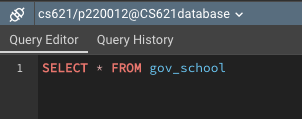 cs621/p220012@CS621database
Query Editor Query History
1 SELECT * FROM gov_school